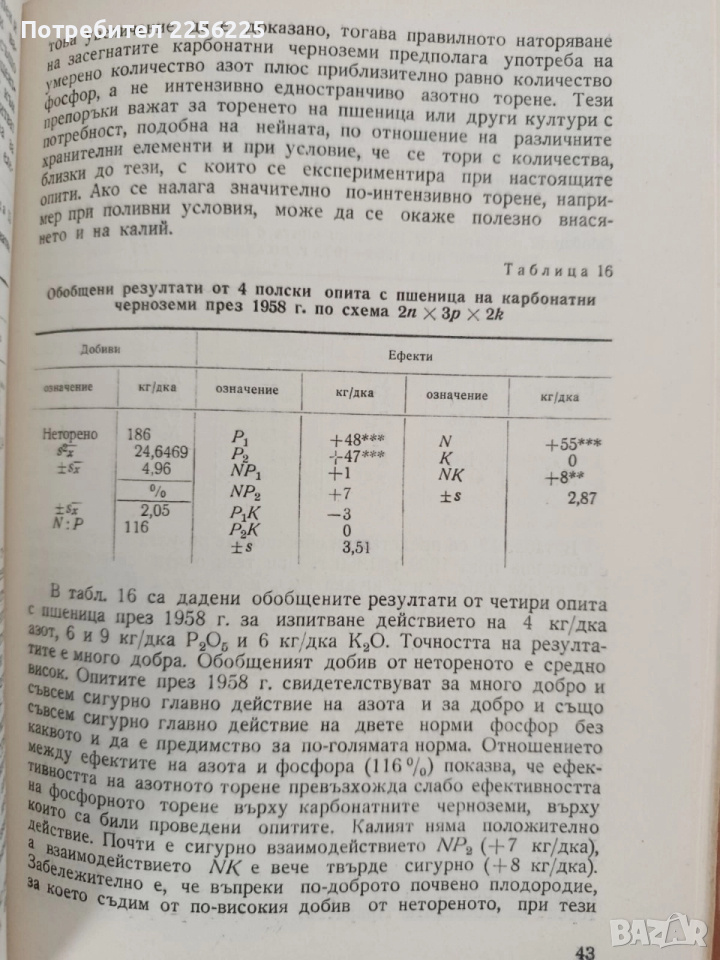 Потребител 2256225
това увеличение да е доказано, тогава правилното наторяване
на засегнатите карбонатни черноземи предполага употреба на
умерено количество азот плюс приблизително равно количество
фосфор, а не интензивно едностранчиво азотно торене. Тези
препоръки важат за торенето на пшеница или други култури с
потребност, подобна на нейната, по отношение на различните
хранителни елементи и при условие, че се тори с количества,
близки до тези, с които се експериментира при настоящите
опити. Ако се налага значително по-интензивно торене, напри-
мер при поливни условия, може да се окаже полезно внася-
нето и на калий.
Таблица 16
Обобщени резултати от 4 полски опита с пшеница на карбонатни
черноземи през 1958 г. по схема 2n × 3p × 2k
Добиви Ефекти
означение кг/дка означение кг/дка означение кг/дка
Неторено 186 P₁ +48*** N +55***
s²x̄ 24,6469 P₂ +47*** K 0
±sx̄ 4,96 NP₁ +1 NK +8**
% NP₂ +7 ±s 2,87
±sx̄ 2,05 P₁K −3
N:P 116 P₂K 0
±s 3,51
В табл. 16 са дадени обобщените резултати от четири опита
с пшеница през 1958 г. за изпитване действието на 4 кг/дка
азот, 6 и 9 кг/дка P₂O₅ и 6 кг/дка K₂O. Точността на резулта-
тите е много добра. Обобщеният добив от неторeното е средно
висок. Опитите през 1958 г. свидетелствуват за много добро и
съвсем сигурно главно действие на азота и за добро и също
съвсем сигурно главно действие на двете норми фосфор без
каквото и да е предимство за по-голямата норма. Отношението
между ефектите на азота и фосфора (116%) показва, че ефек-
тивността на азотното торене превъзхожда слабо ефективността
на фосфорното торене върху карбонатните черноземи, върху
които са били проведени опитите. Калият няма положително
действие. Почти е сигурно взаимодействието NP₂ (+7 кг/дка),
а взаимодействието NK е вече твърде сигурно (+8 кг/дка).
Забележително е, че въпреки по-доброто почвено плодородие,
за което съдим от по-високия добив от неторeното, при тези
43
BAZAR